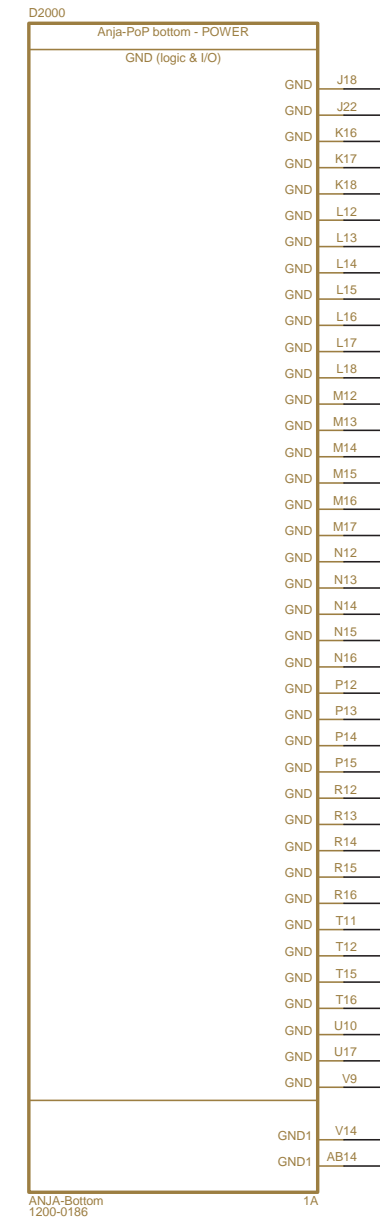 D2000
Anja-PoP bottom - POWER
GND (logic & I/O)
GND J18
GND J22
GND K16
GND K17
GND K18
GND L12
GND L13
GND L14
GND L15
GND L16
GND L17
GND L18
GND M12
GND M13
GND M14
GND M15
GND M16
GND M17
GND N12
GND N13
GND N14
GND N15
GND N16
GND P12
GND P13
GND P14
GND P15
GND R12
GND R13
GND R14
GND R15
GND R16
GND T11
GND T12
GND T15
GND T16
GND U10
GND U17
GND V9
GND1 V14
GND1 AB14
ANJA-Bottom 1A
1200-0186